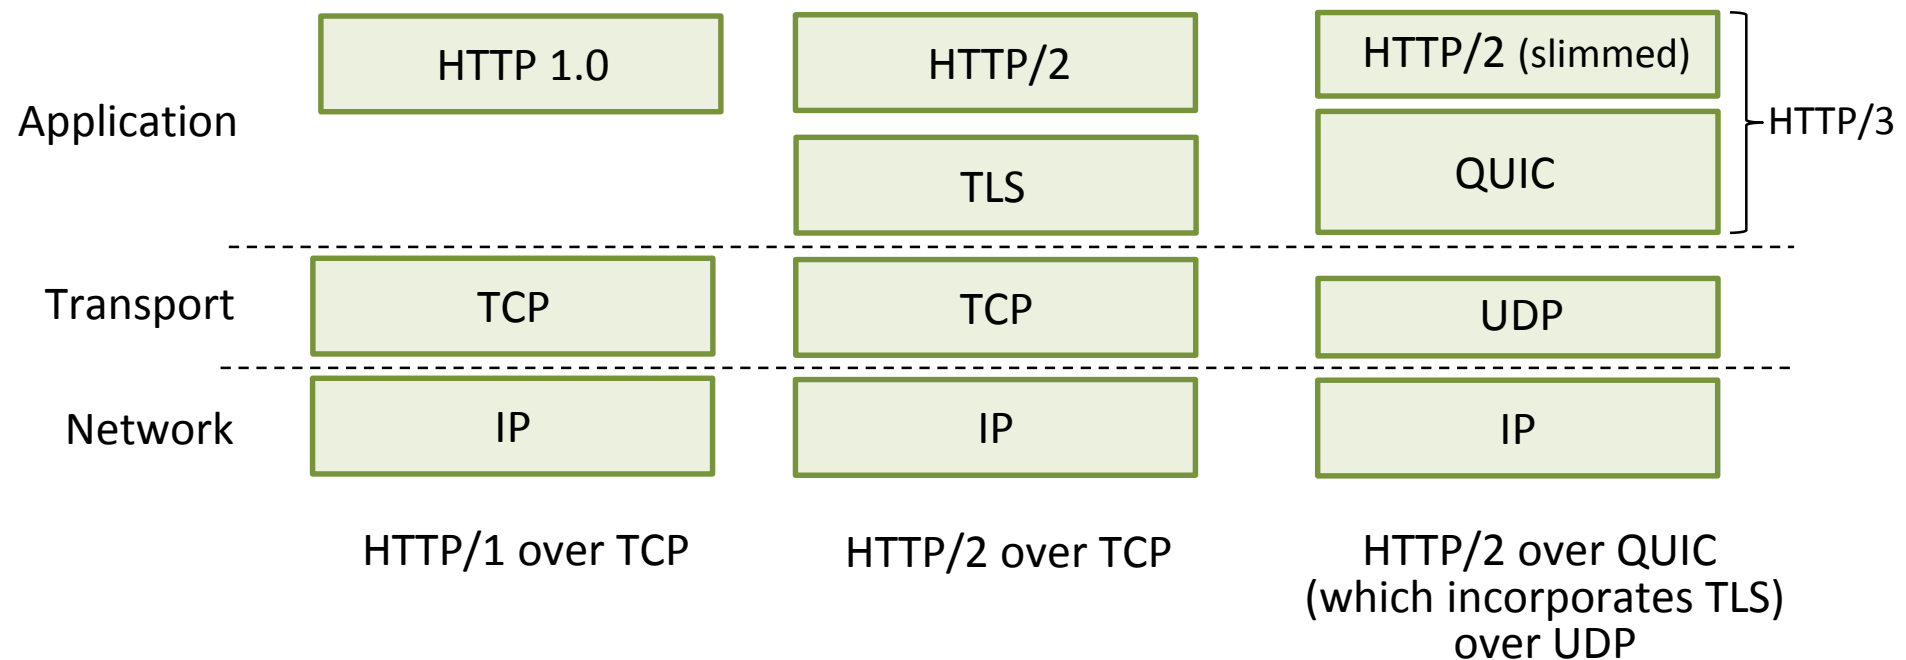 HTTP 1.0
HTTP/2
HTTP/2 (slimmed)
Application
HTTP/3
TLS
QUIC
Transport
TCP
TCP
UDP
Network
IP
IP
IP
HTTP/1 over TCP
HTTP/2 over TCP
HTTP/2 over QUIC
(which incorporates TLS)
over UDP